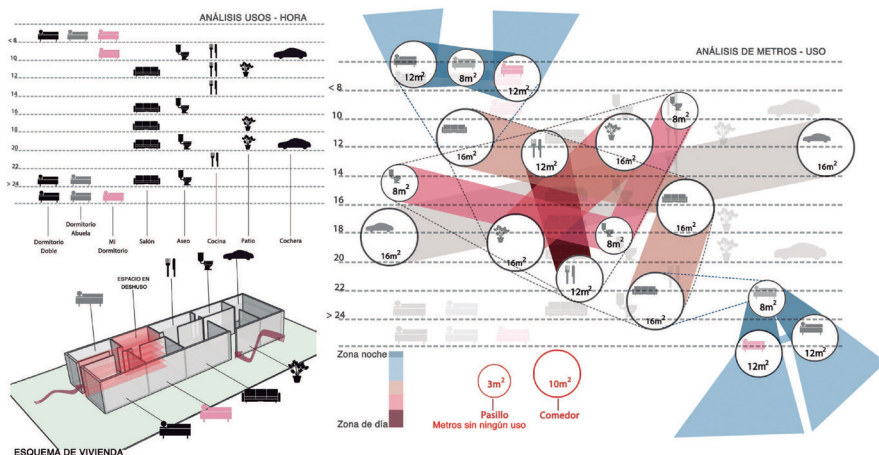 ANÁLISIS USOS - HORA
< 8
10
12
14
16
18
20
22
> 24
Dormitorio
Doble
Dormitorio
Abuela
Mi
Dormitorio
Salón
Aseo
Cocina
Patio
Cochera
ESPACIO EN
DESHUSO
ESQUEMA DE VIVIENDA
ANÁLISIS DE METROS - USO
< 8
10
12
14
16
18
20
22
> 24
12m²
8m²
12m²
16m²
12m²
16m²
8m²
16m²
8m²
16m²
16m²
16m²
8m²
12m²
16m²
8m²
12m²
12m²
Zona noche
Zona de día
3m²
Pasillo
Metros sin ningún uso
10m²
Comedor